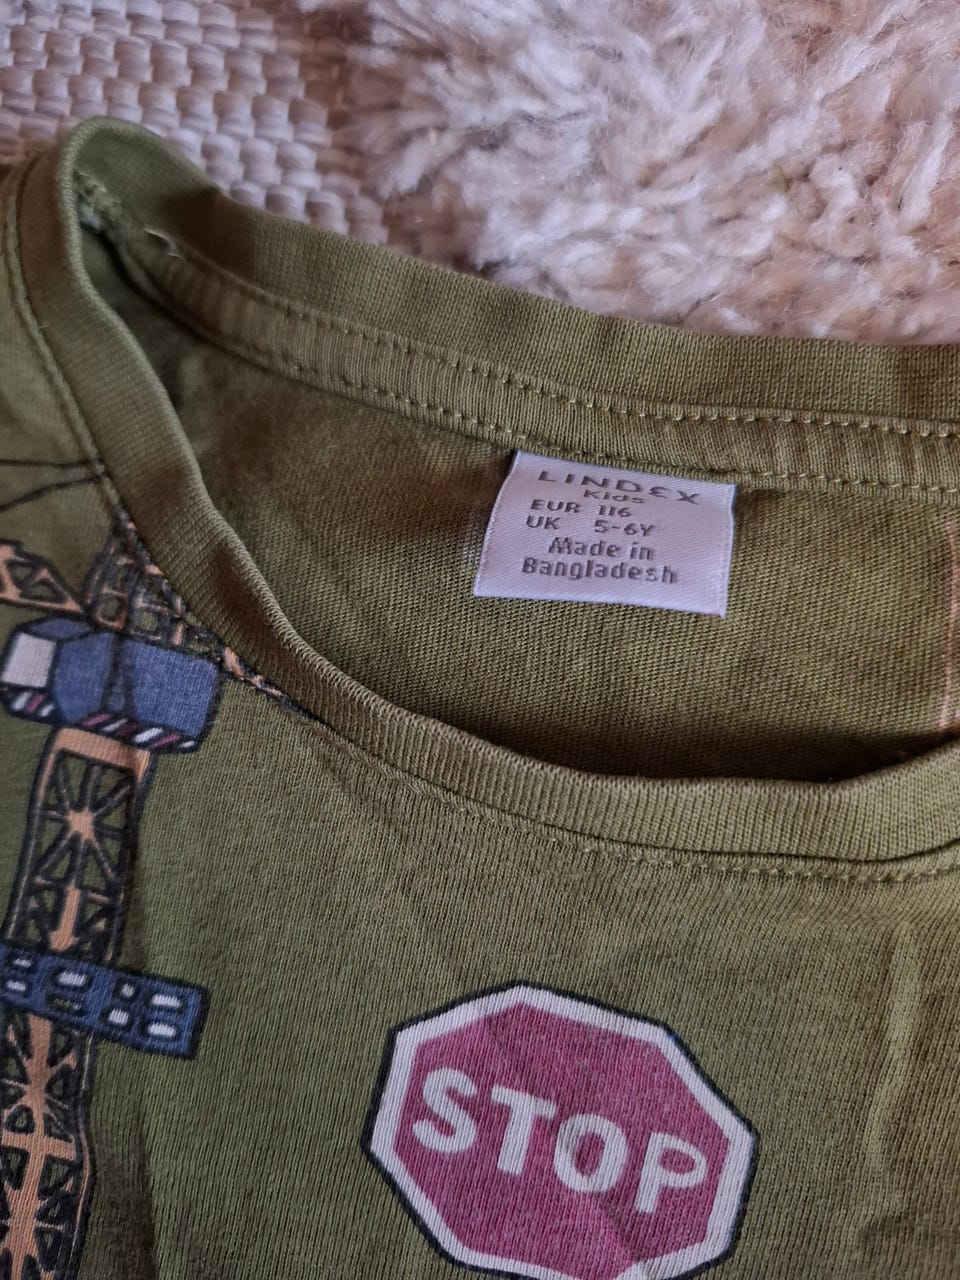 LINDEX
Kids
EUR 116
UK 5-6Y
Made in
Bangladesh
STOP